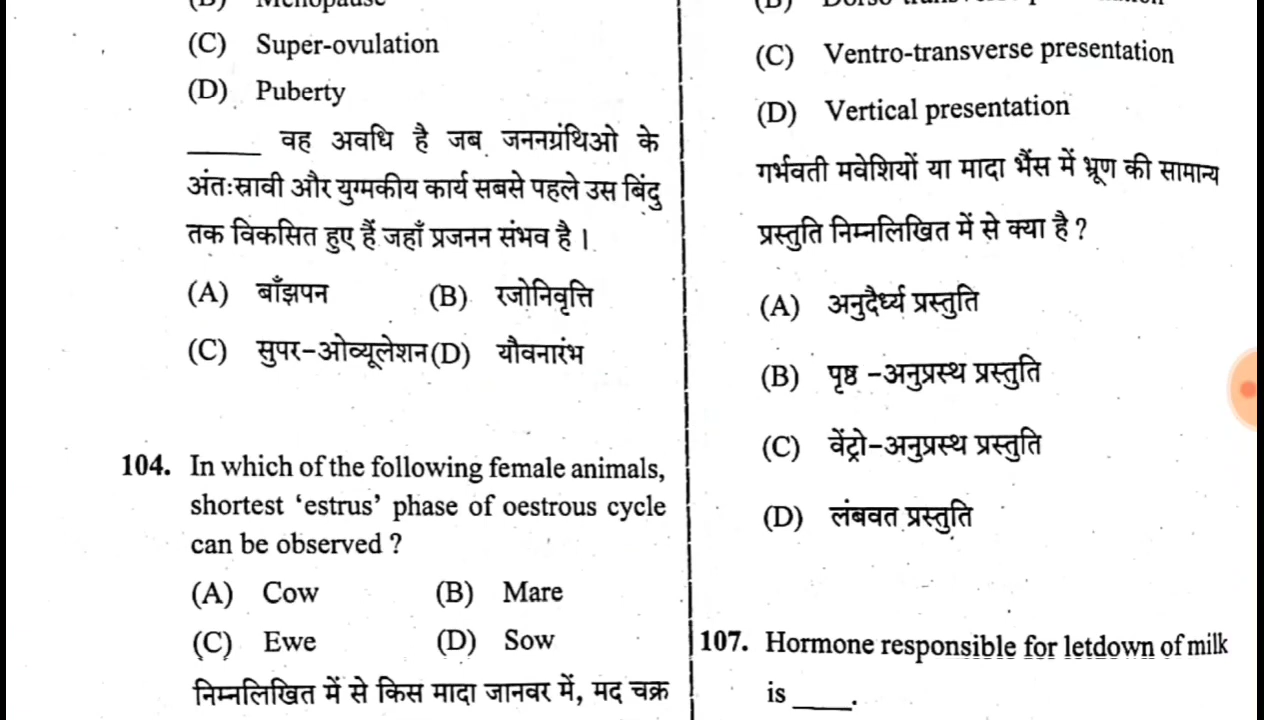 (C) Super-ovulation
(D) Puberty
_____ वह अवधि है जब जननग्रंथिओ के
अंतःस्रावी और युग्मकीय कार्य सबसे पहले उस बिंदु
तक विकसित हुए हैं जहाँ प्रजनन संभव है ।
(A) बाँझपन (B) रजोनिवृत्ति
(C) सुपर-ओव्यूलेशन (D) यौवनारंभ
104. In which of the following female animals,
shortest ‘estrus’ phase of oestrous cycle
can be observed ?
(A) Cow (B) Mare
(C) Ewe (D) Sow
निम्नलिखित में से किस मादा जानवर में, मद चक्र
(C) Ventro-transverse presentation
(D) Vertical presentation
गर्भवती मवेशियों या मादा भैंस में भ्रूण की सामान्य
प्रस्तुति निम्नलिखित में से क्या है ?
(A) अनुदैर्ध्य प्रस्तुति
(B) पृष्ठ -अनुप्रस्थ प्रस्तुति
(C) वेंट्रो-अनुप्रस्थ प्रस्तुति
(D) लंबवत प्रस्तुति
107. Hormone responsible for letdown of milk
is _____.